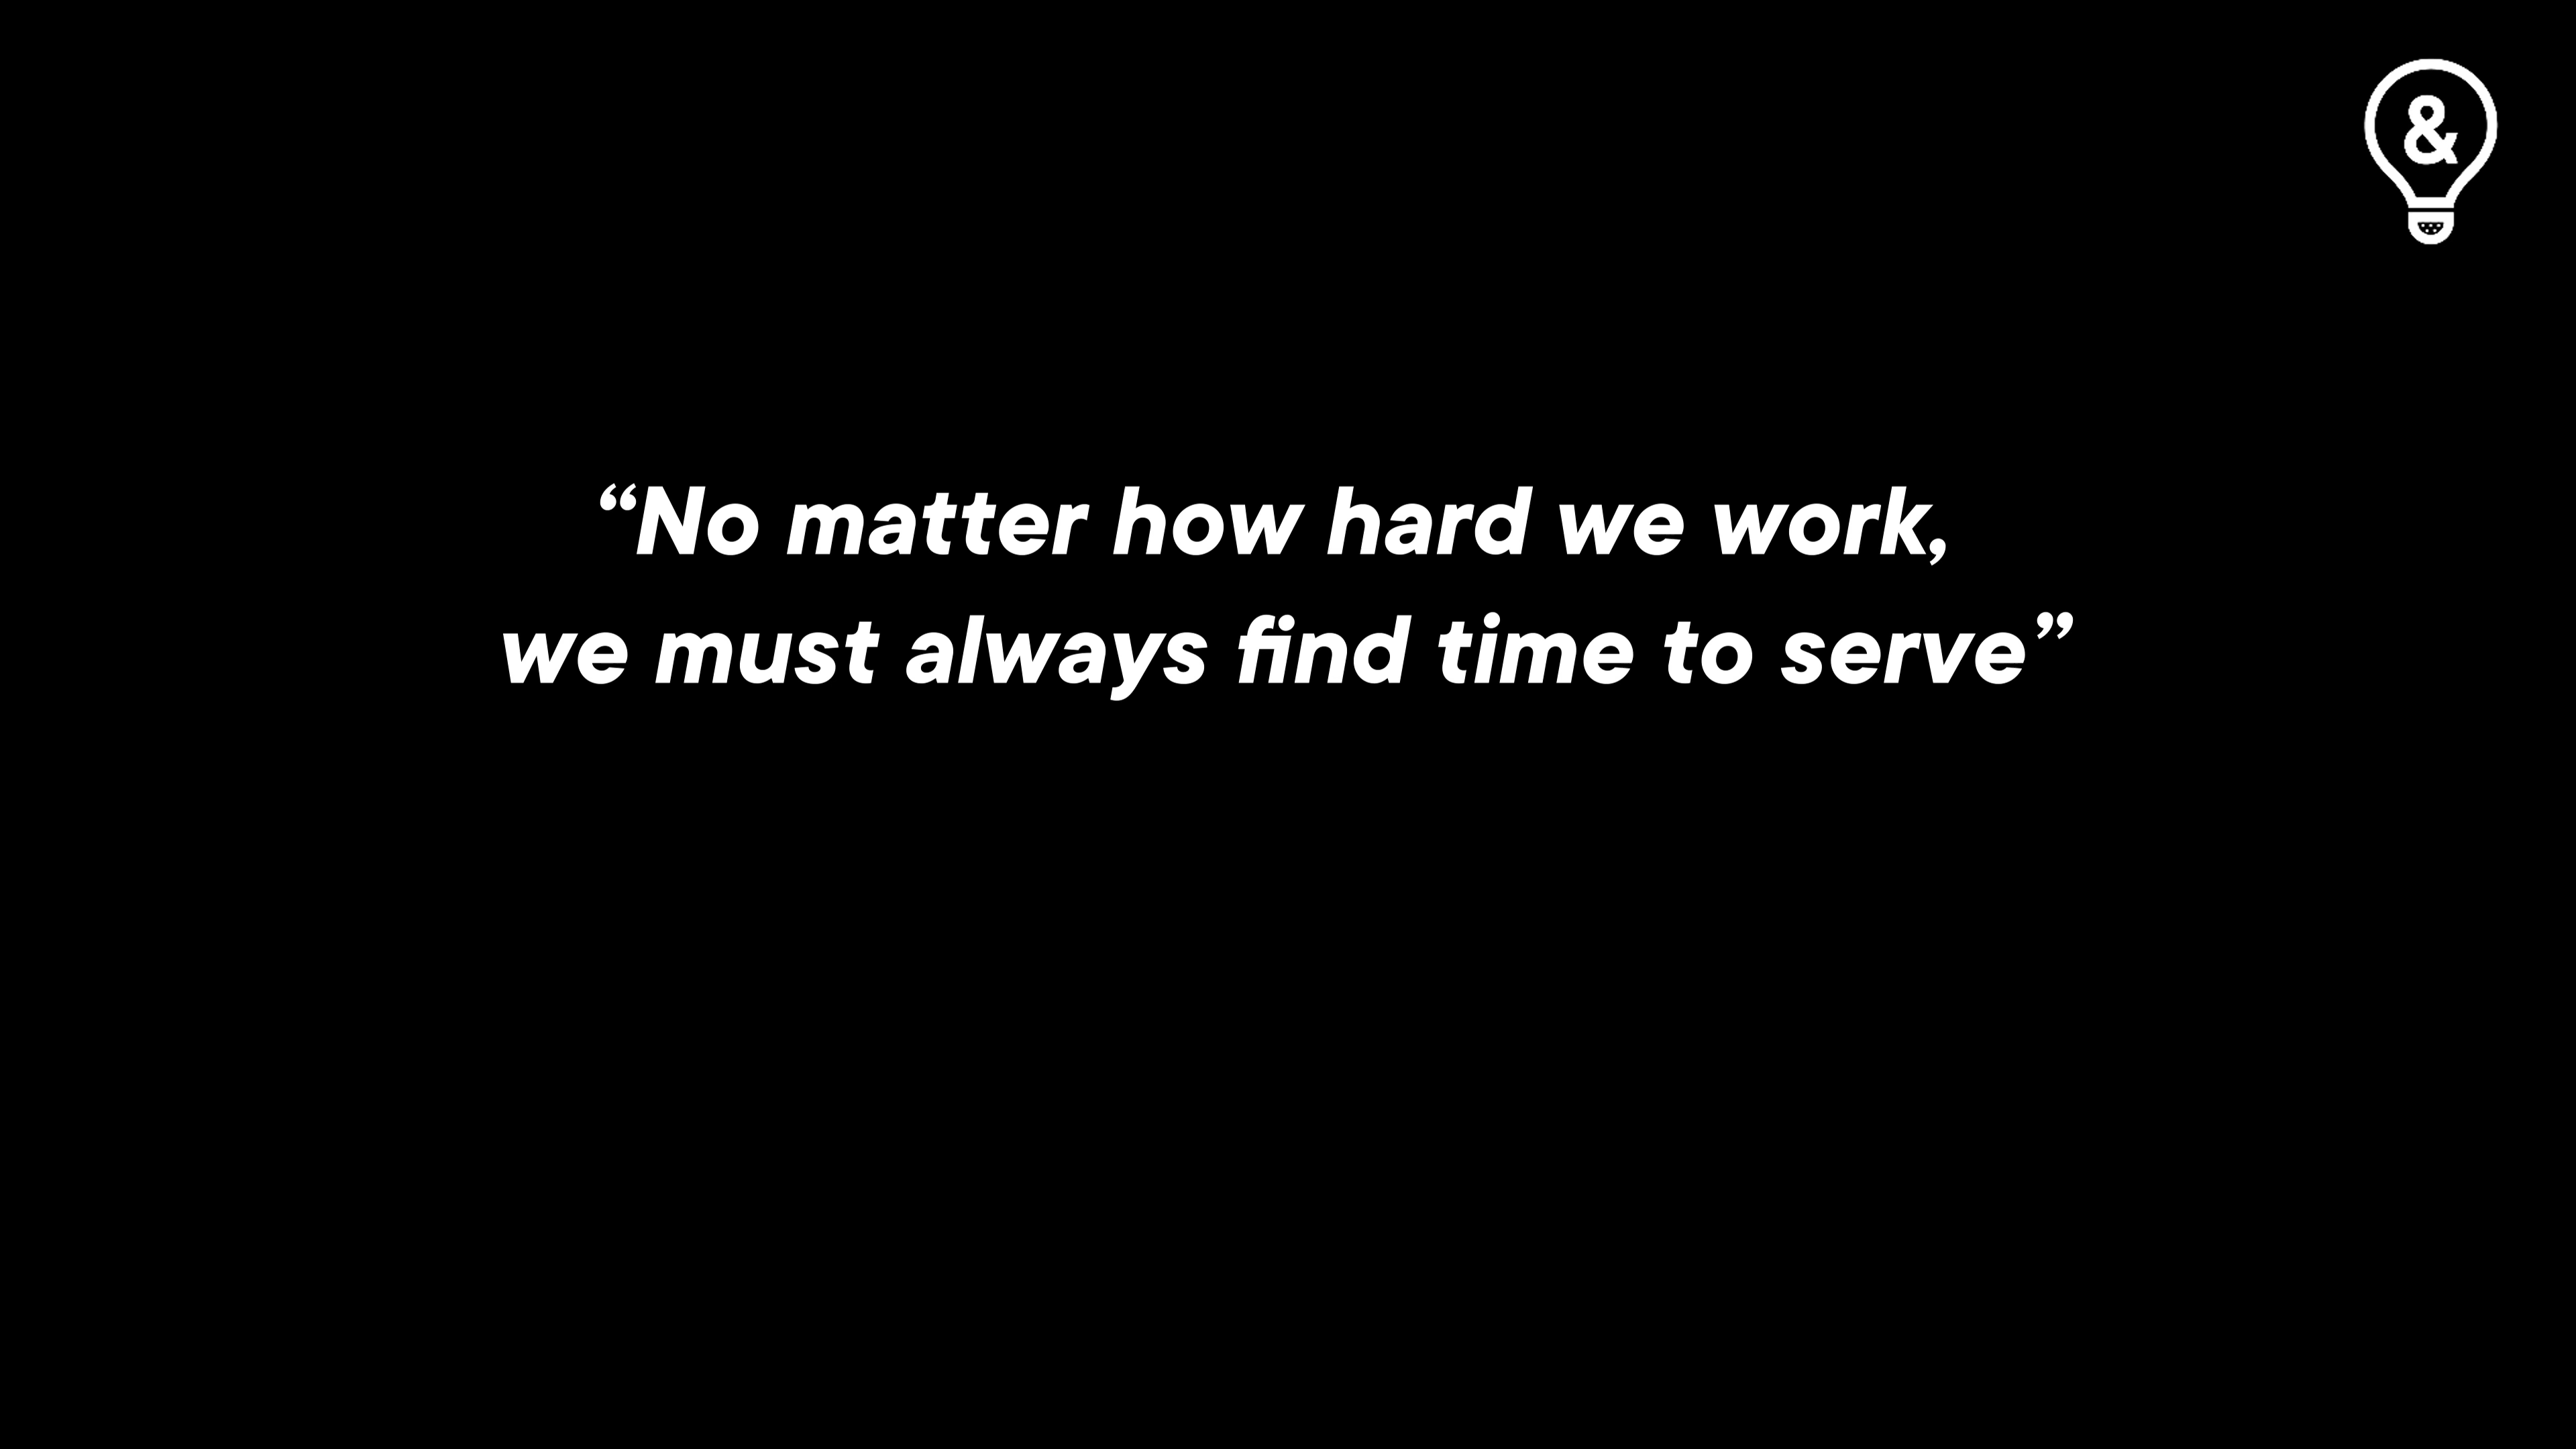 &
“No matter how hard we work,
we must always find time to serve”